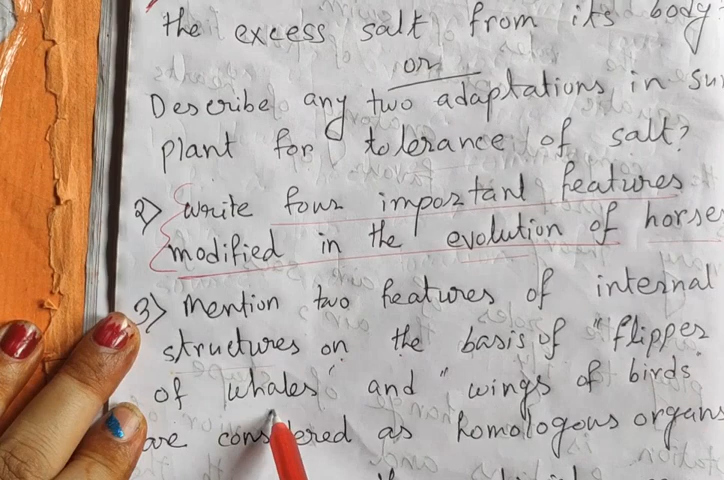 the excess salt from its body
or
Describe any two adaptations in
plant for tolerance of salt?
2> write four important features
modified in the evolution of horse
3> Mention two features of internal
structures on the basis of "flipper
of whales" and "wings of birds"
are considered as homologous organs